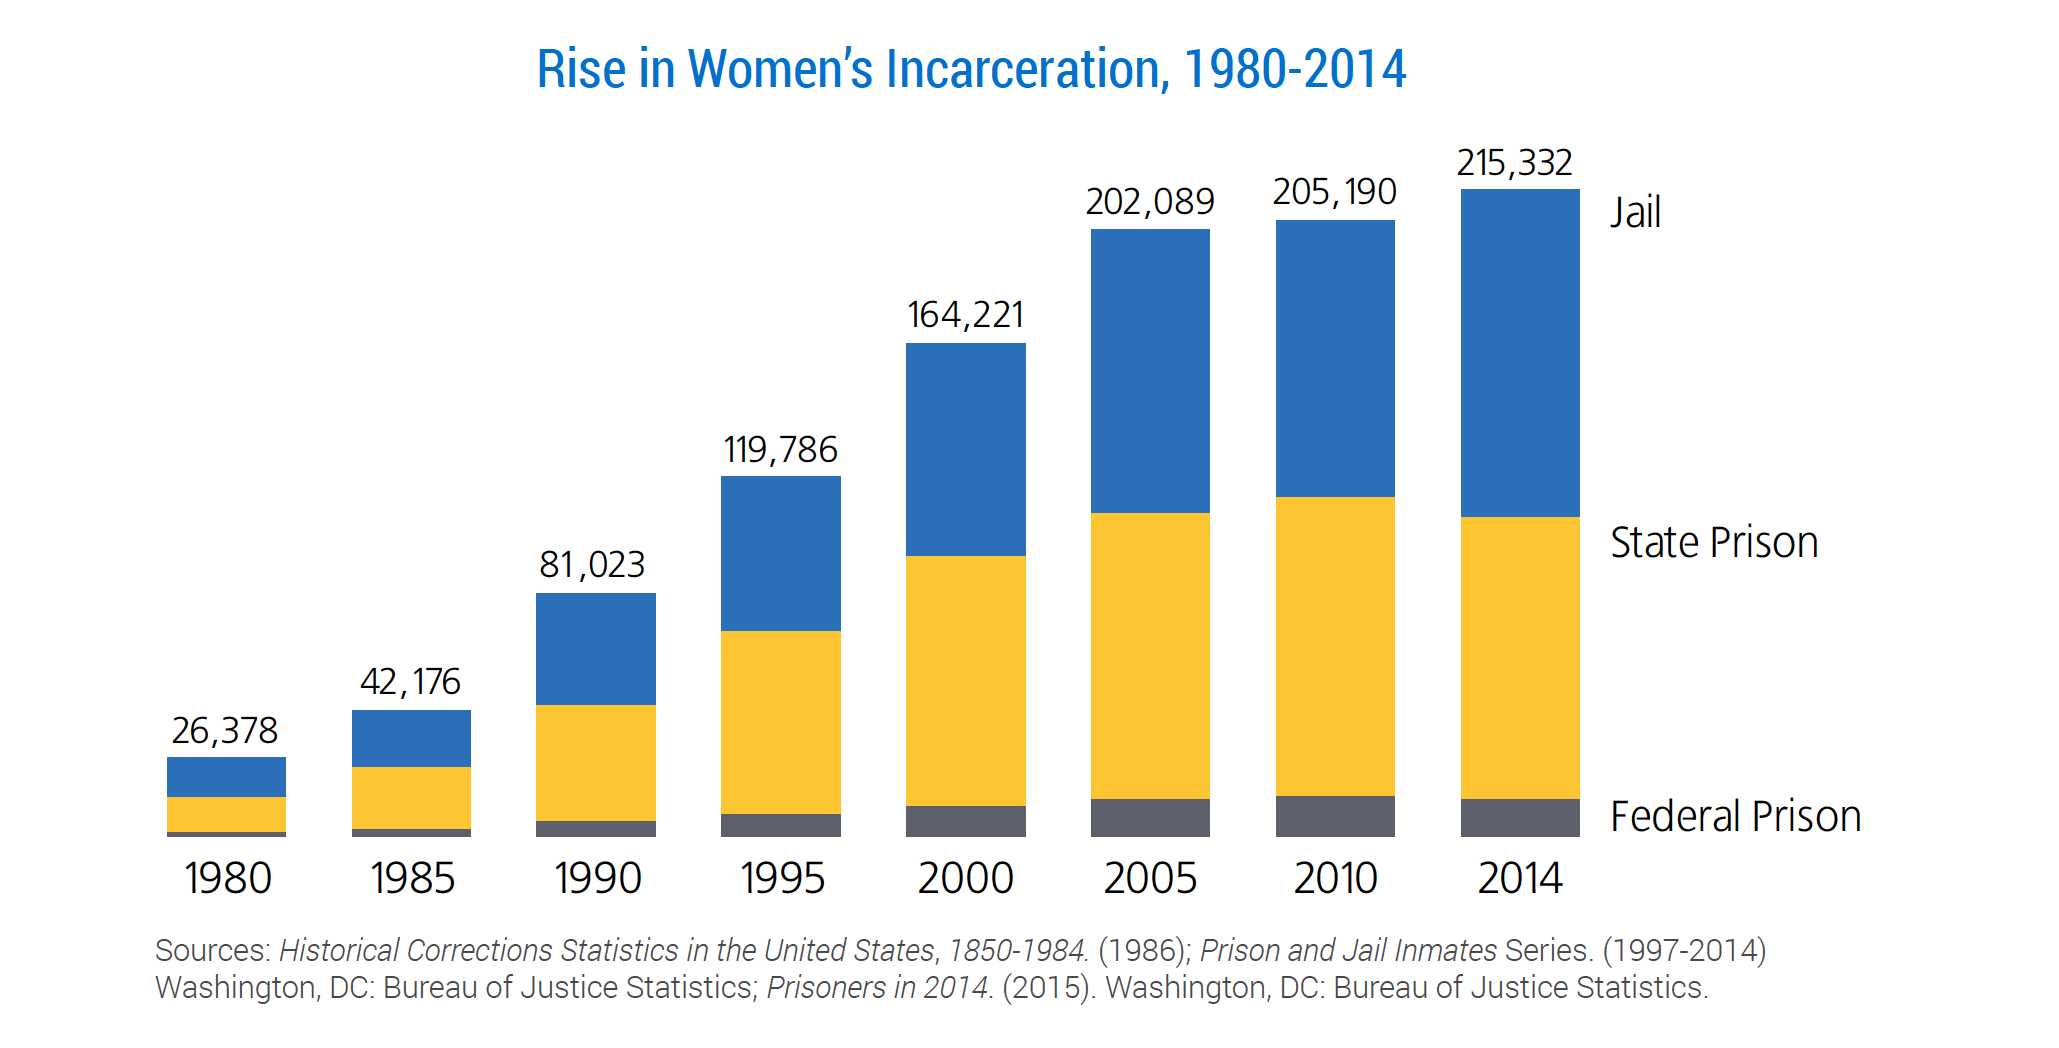 Rise in Women’s Incarceration, 1980-2014
215,332
Jail
205,190
202,089
164,221
119,786
State Prison
81,023
42,176
26,378
Federal Prison
1980
1985
1990
1995
2000
2005
2010
2014
Sources: Historical Corrections Statistics in the United States, 1850-1984. (1986); Prison and Jail Inmates Series. (1997-2014)
Washington, DC: Bureau of Justice Statistics; Prisoners in 2014. (2015). Washington, DC: Bureau of Justice Statistics.